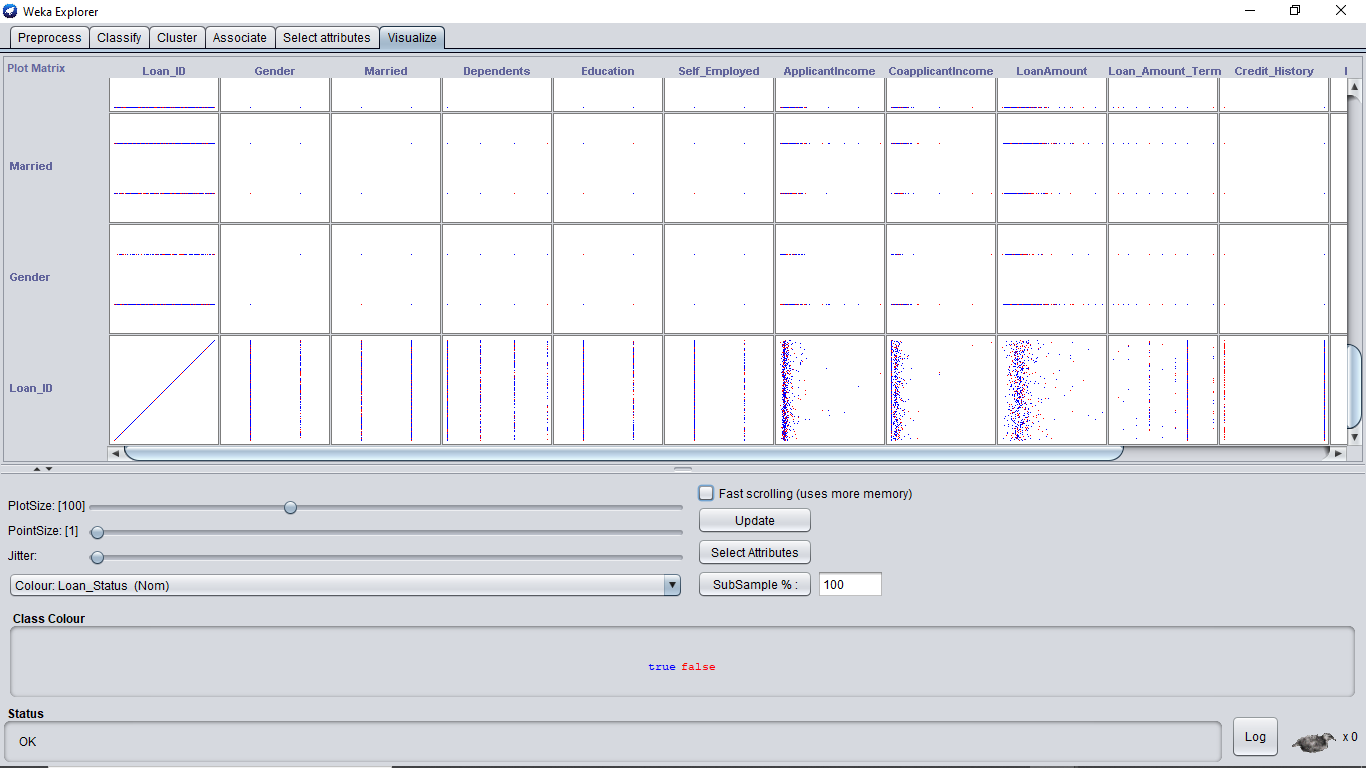 Weka Explorer
Preprocess Classify Cluster Associate Select attributes Visualize
Plot Matrix Loan_ID Gender Married Dependents Education Self_Employed ApplicantIncome CoapplicantIncome LoanAmount Loan_Amount_Term Credit_History
Married
Gender
Loan_ID
PlotSize: [100]
PointSize: [1]
Jitter:
Colour: Loan_Status (Nom)
Fast scrolling (uses more memory)
Update
Select Attributes
SubSample % : 100
Class Colour
true false
Status
OK
Log
x 0